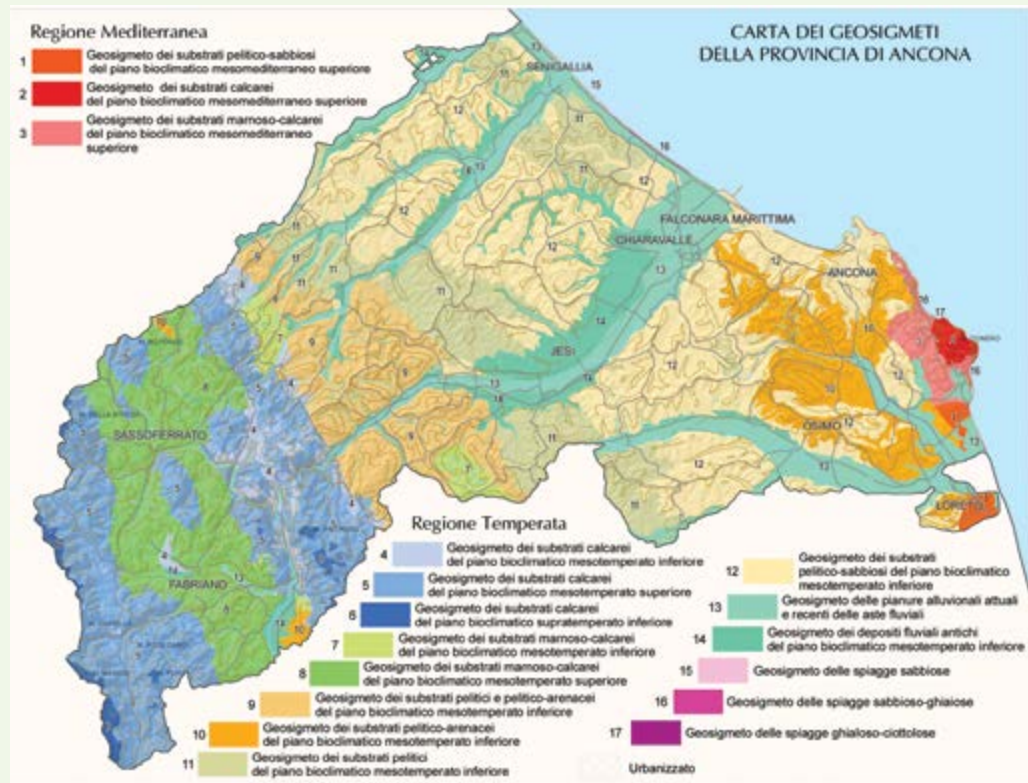 Regione Mediterranea
1 Geosigmeto dei substrati pelitico-sabbiosi
del piano bioclimatico mesomediterraneo superiore
2 Geosigmeto dei substrati calcarei
del piano bioclimatico mesomediterraneo superiore
3 Geosigmeto dei substrati marnoso-calcarei
del piano bioclimatico mesomediterraneo
superiore
CARTA DEI GEOSIGMETI
DELLA PROVINCIA DI ANCONA
SENIGALLIA
FALCONARA MARITTIMA
CHIARAVALLE
ANCONA
JESI
OSIMO
SASSOFERRATO
LORETO
FABRIANO
Regione Temperata
4 Geosigmeto dei substrati calcarei
del piano bioclimatico mesotemperato inferiore
5 Geosigmeto dei substrati calcarei
del piano bioclimatico mesotemperato superiore
6 Geosigmeto dei substrati calcarei
del piano bioclimatico supratemperato inferiore
7 Geosigmeto dei substrati marnoso-calcarei
del piano bioclimatico mesotemperato inferiore
8 Geosigmeto dei substrati marnoso-calcarei
del piano bioclimatico mesotemperato superiore
9 Geosigmeto dei substrati pelitici e pelitico-arenacei
del piano bioclimatico mesotemperato inferiore
10 Geosigmeto dei substrati pelitico-arenacei
del piano bioclimatico mesotemperato inferiore
11 Geosigmeto dei substrati pelitici
del piano bioclimatico mesotemperato inferiore
12 Geosigmeto dei substrati
pelitico-sabbiosi del piano bioclimatico
mesotemperato inferiore
13 Geosigmeto delle pianure alluvionali attuali
e recenti delle aste fluviali
14 Geosigmeto dei depositi fluviali antichi
del piano bioclimatico mesotemperato inferiore
15 Geosigmeto delle spiagge sabbiose
16 Geosigmeto delle spiagge sabbioso-ghiaiose
17 Geosigmeto delle spiagge ghiaioso-ciottolose
Urbanizzato